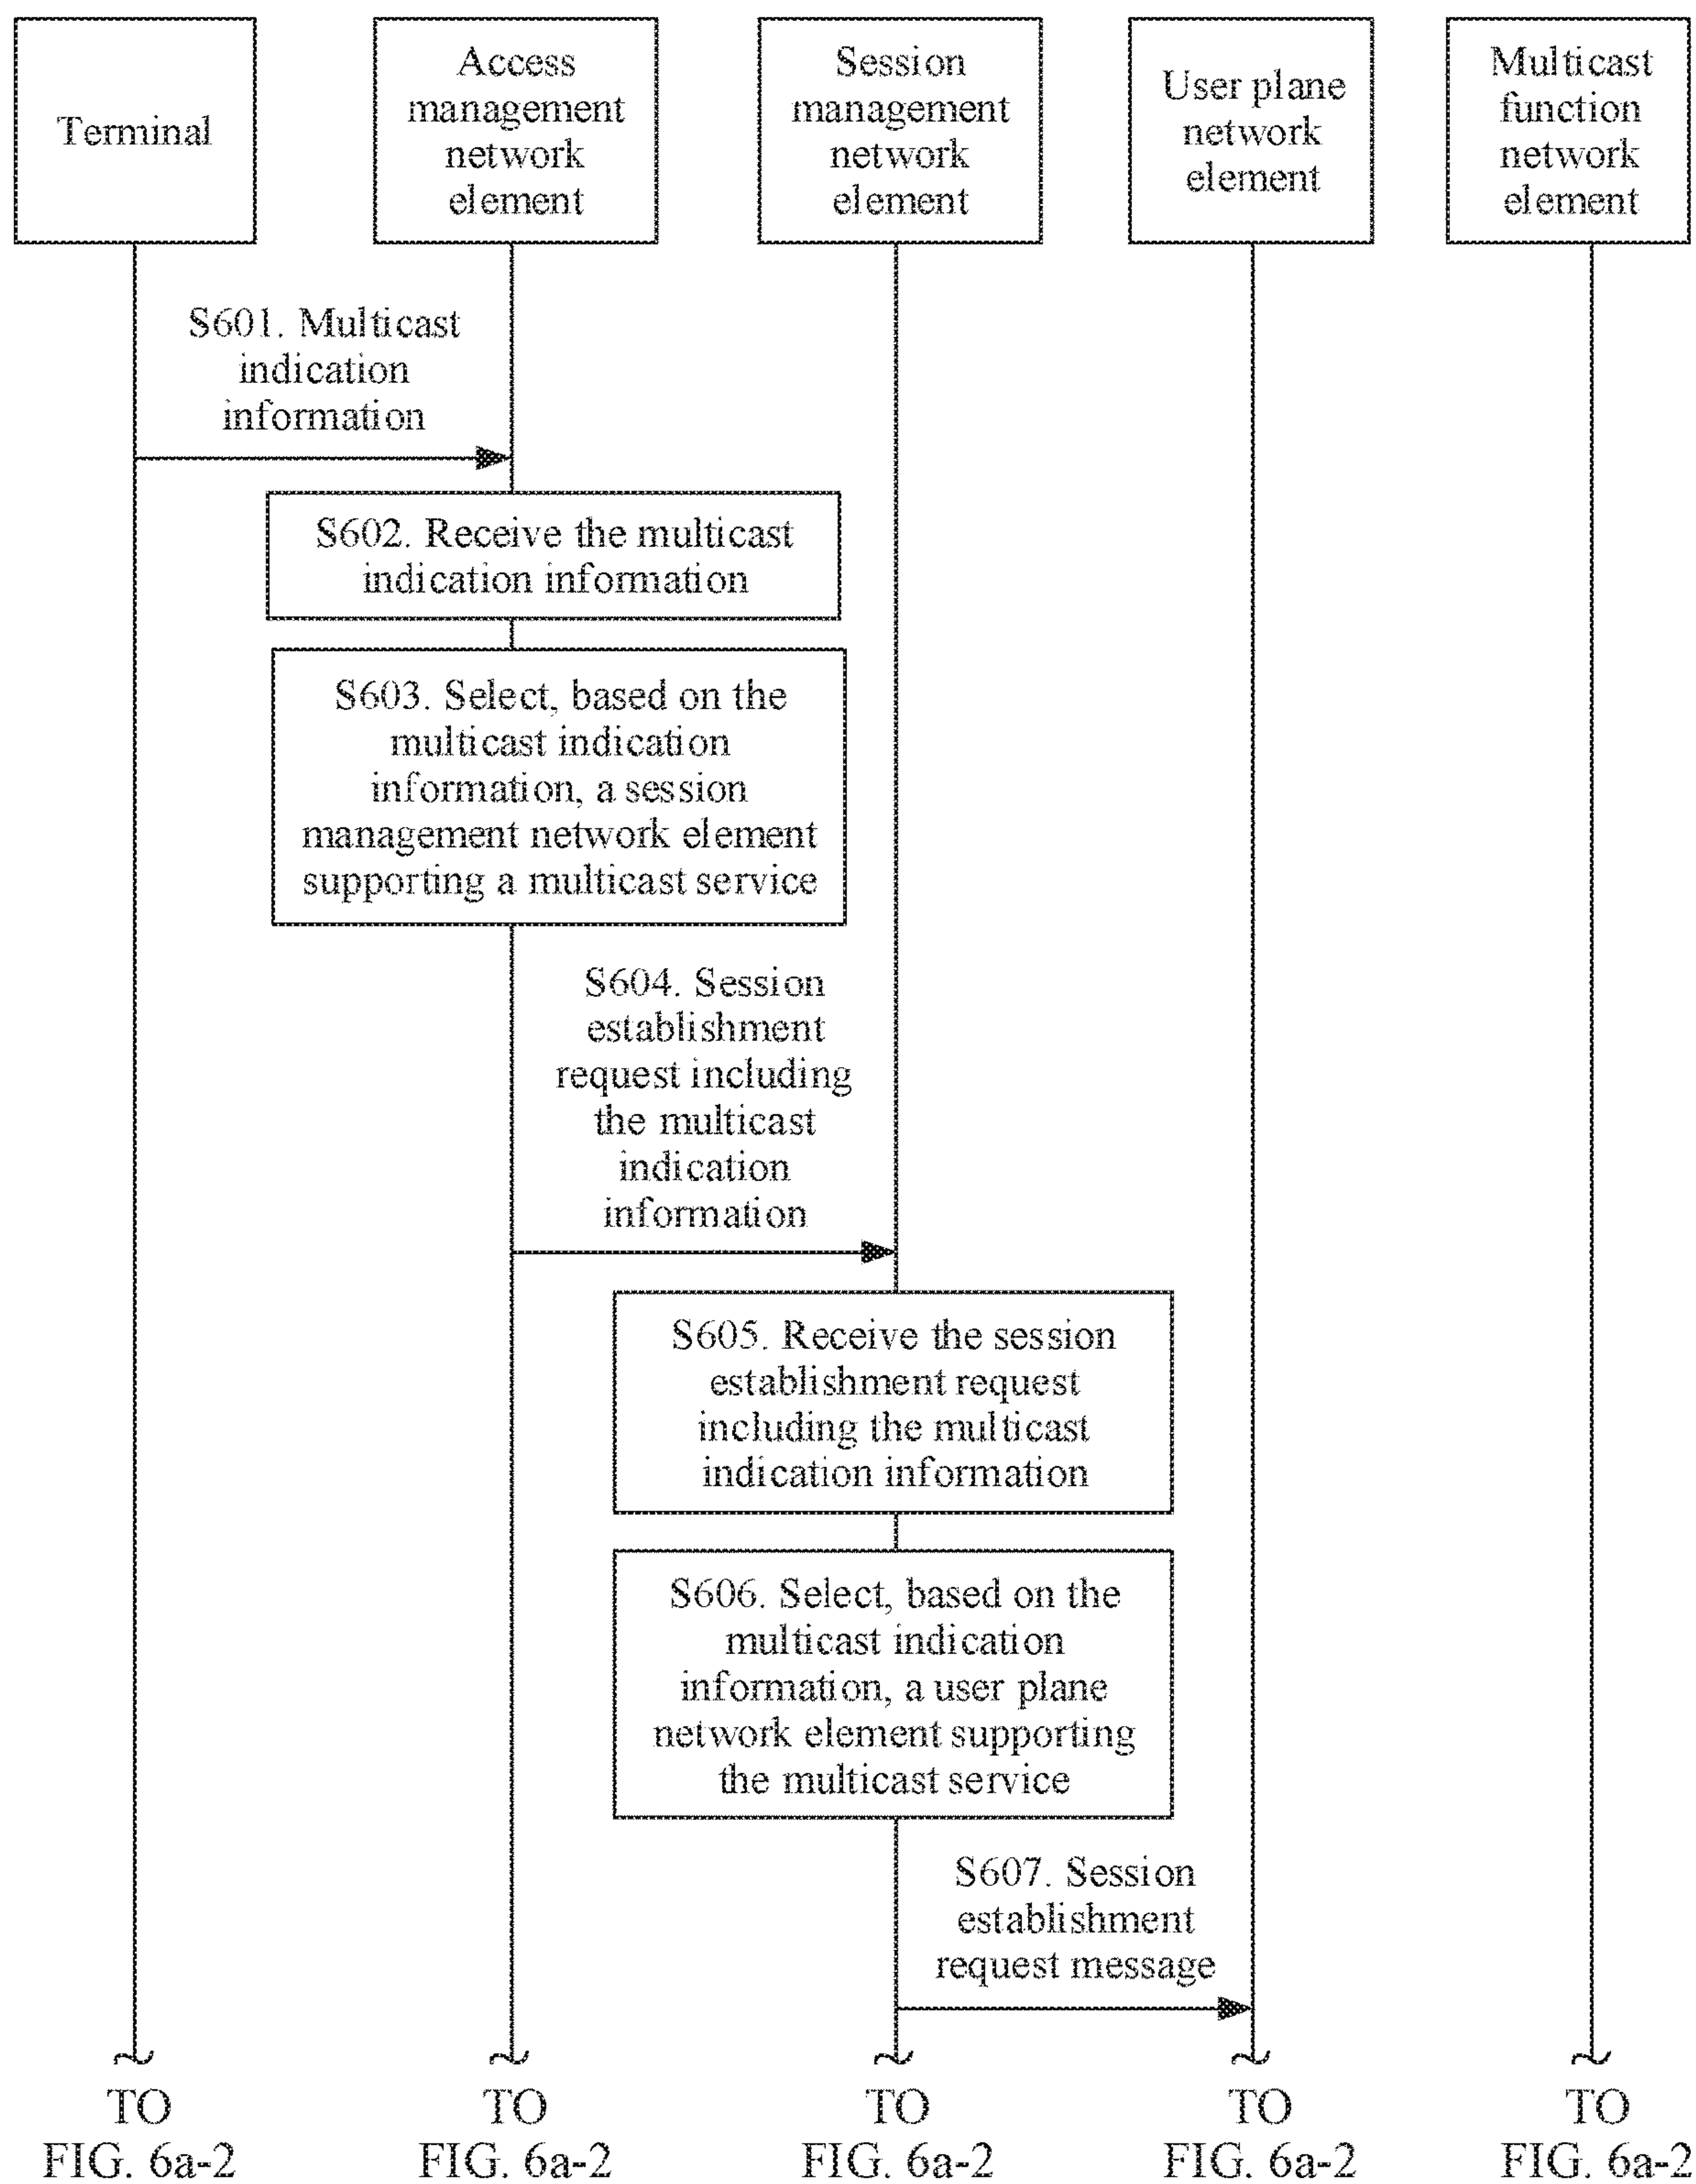 Terminal
Access
management
network
element
Session
management
network
element
User plane
network
element
Multicast
function
network
element
S601. Multicast
indication
information
S602. Receive the multicast
indication information
S603. Select, based on the
multicast indication
information, a session
management network element
supporting a multicast service
S604. Session
establishment
request including
the multicast
indication
information
S605. Receive the session
establishment request
including the multicast
indication information
S606. Select, based on the
multicast indication
information, a user plane
network element supporting
the multicast service
S607. Session
establishment
request message
TO
FIG. 6a-2
TO
FIG. 6a-2
TO
FIG. 6a-2
TO
FIG. 6a-2
TO
FIG. 6a-2